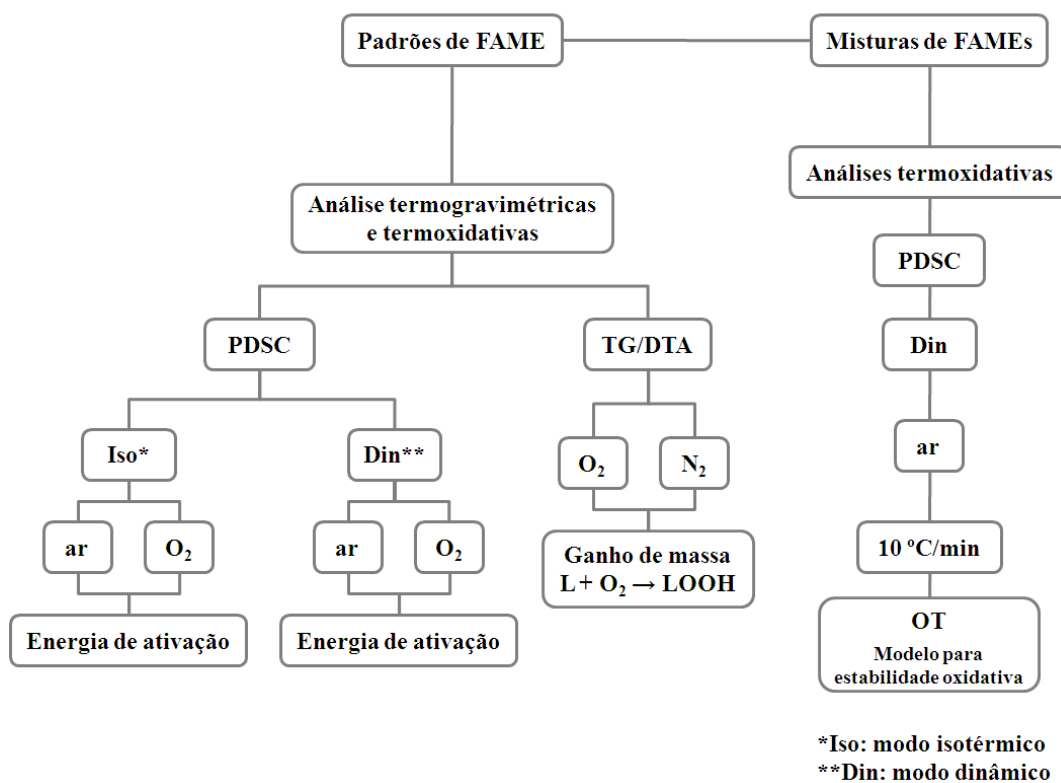 Padrões de FAME
Misturas de FAMEs
Análises termoxidativas
Análise termogravimétricas
e termoxidativas
PDSC
PDSC
TG/DTA
Din
Iso*
Din**
O₂
N₂
ar
ar
O₂
ar
O₂
Ganho de massa
L + O₂ → LOOH
10 ºC/min
Energia de ativação
Energia de ativação
OT
Modelo para
estabilidade oxidativa
*Iso: modo isotérmico
**Din: modo dinâmico